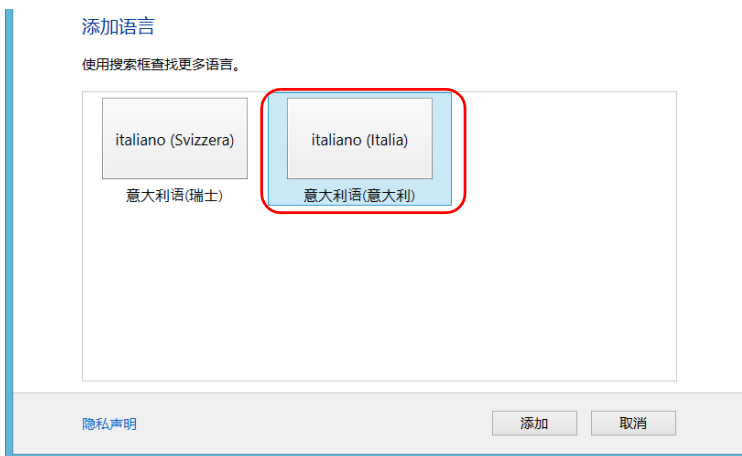 添加语言
使用搜索框查找更多语言。
italiano (Svizzera)
italiano (Italia)
意大利语(瑞士)
意大利语(意大利)
隐私声明
添加
取消